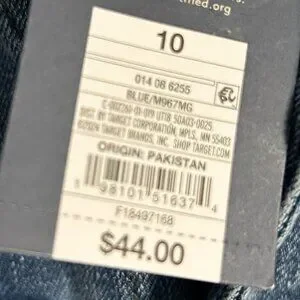 med.org
10
014 08 6255
BLUE/M967MG
DIST. BY TARGET CORPORATION, MPLS, MN 55403
TARGET BRANDS, INC. SHOP TARGET.COM
ORIGIN: PAKISTAN
198101516374
F18497168
$44.00